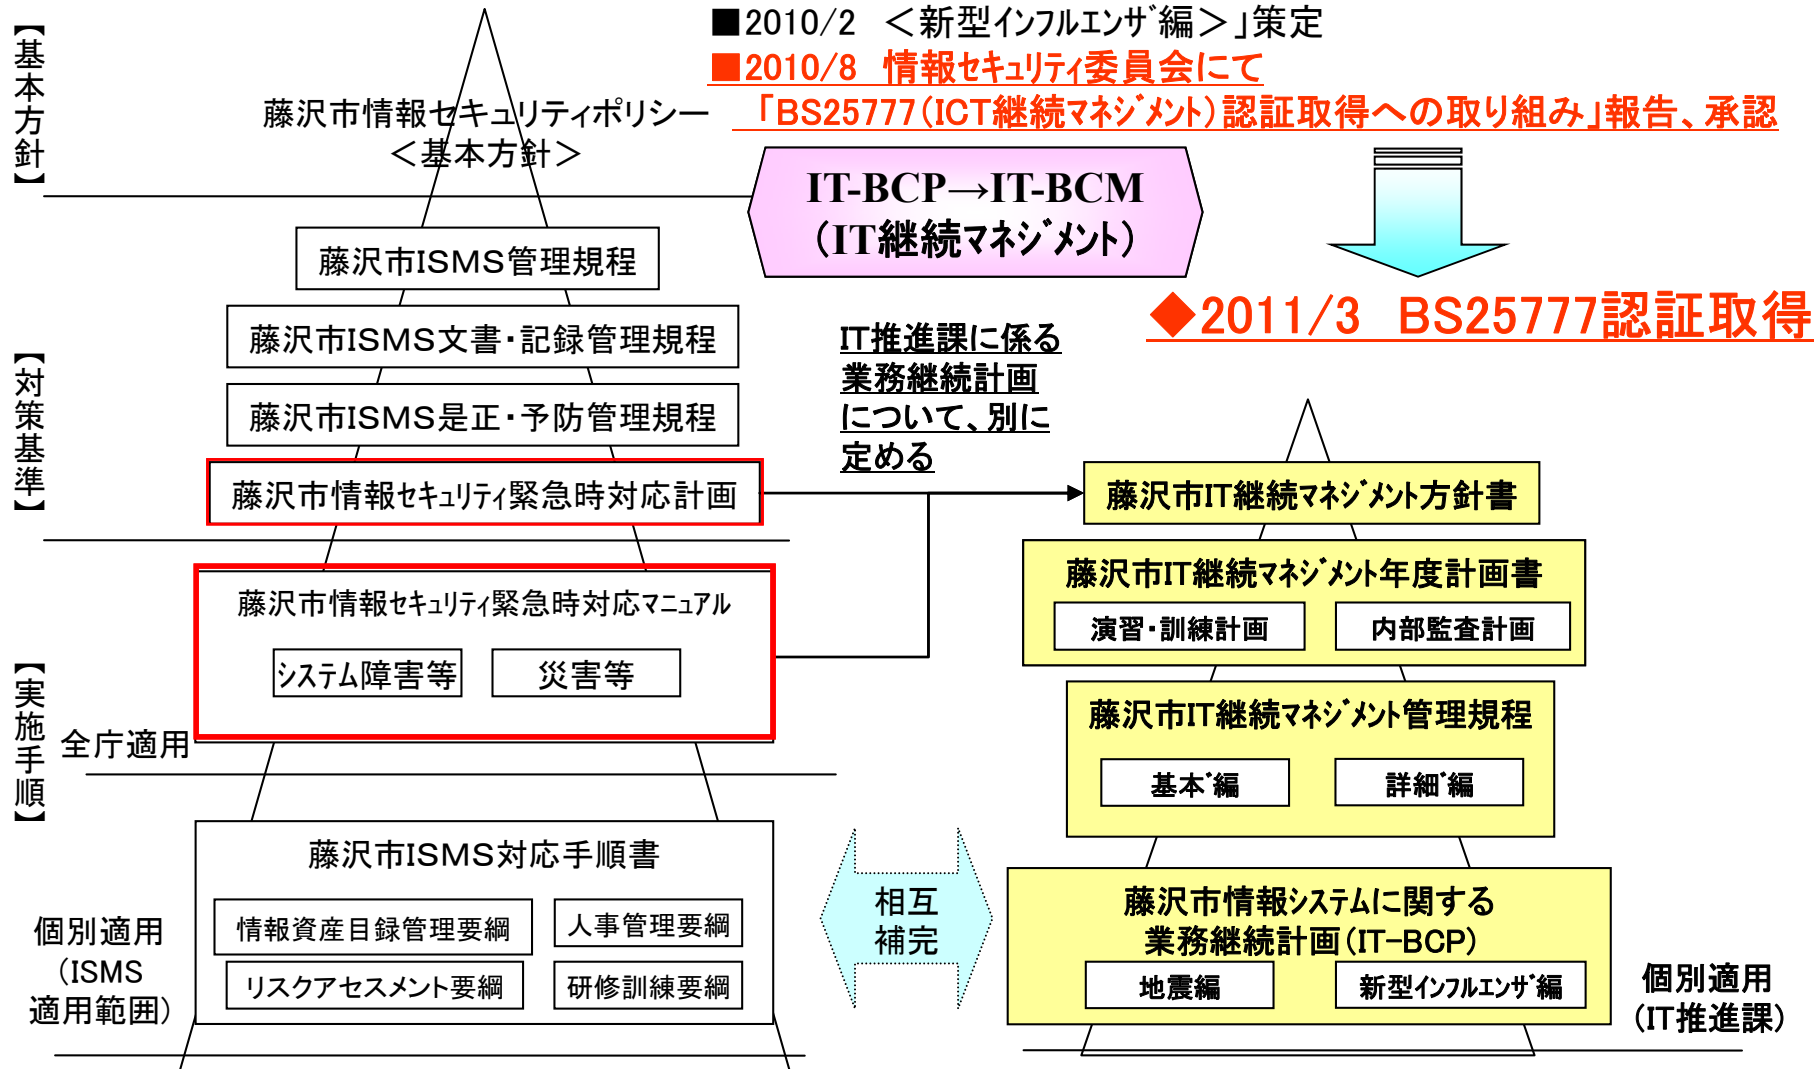 ■2010/2 ＜新型インフルエンザ編＞」策定
■2010/8 情報セキュリティ委員会にて
「BS25777(ICT継続マネジメント)認証取得への取り組み」報告、承認
【基本方針】
藤沢市情報セキュリティポリシー
＜基本方針＞
IT-BCP→IT-BCM
(IT継続マネジメント)
◆2011/3 BS25777認証取得
【対策基準】
藤沢市ISMS管理規程
藤沢市ISMS文書・記録管理規程
藤沢市ISMS是正・予防管理規程
藤沢市情報セキュリティ緊急時対応計画
IT推進課に係る
業務継続計画
について、別に
定める
【実施手順】
藤沢市情報セキュリティ緊急時対応マニュアル
システム障害等
災害等
全庁適用
藤沢市ISMS対応手順書
情報資産目録管理要綱
人事管理要綱
リスクアセスメント要綱
研修訓練要綱
個別適用
(ISMS
適用範囲)
相互
補完
藤沢市IT継続マネジメント方針書
藤沢市IT継続マネジメント年度計画書
演習・訓練計画
内部監査計画
藤沢市IT継続マネジメント管理規程
基本゙編
詳細゙編
藤沢市情報システムに関する
業務継続計画(IT-BCP)
地震編
新型インフルエンザ編
個別適用
(IT推進課)